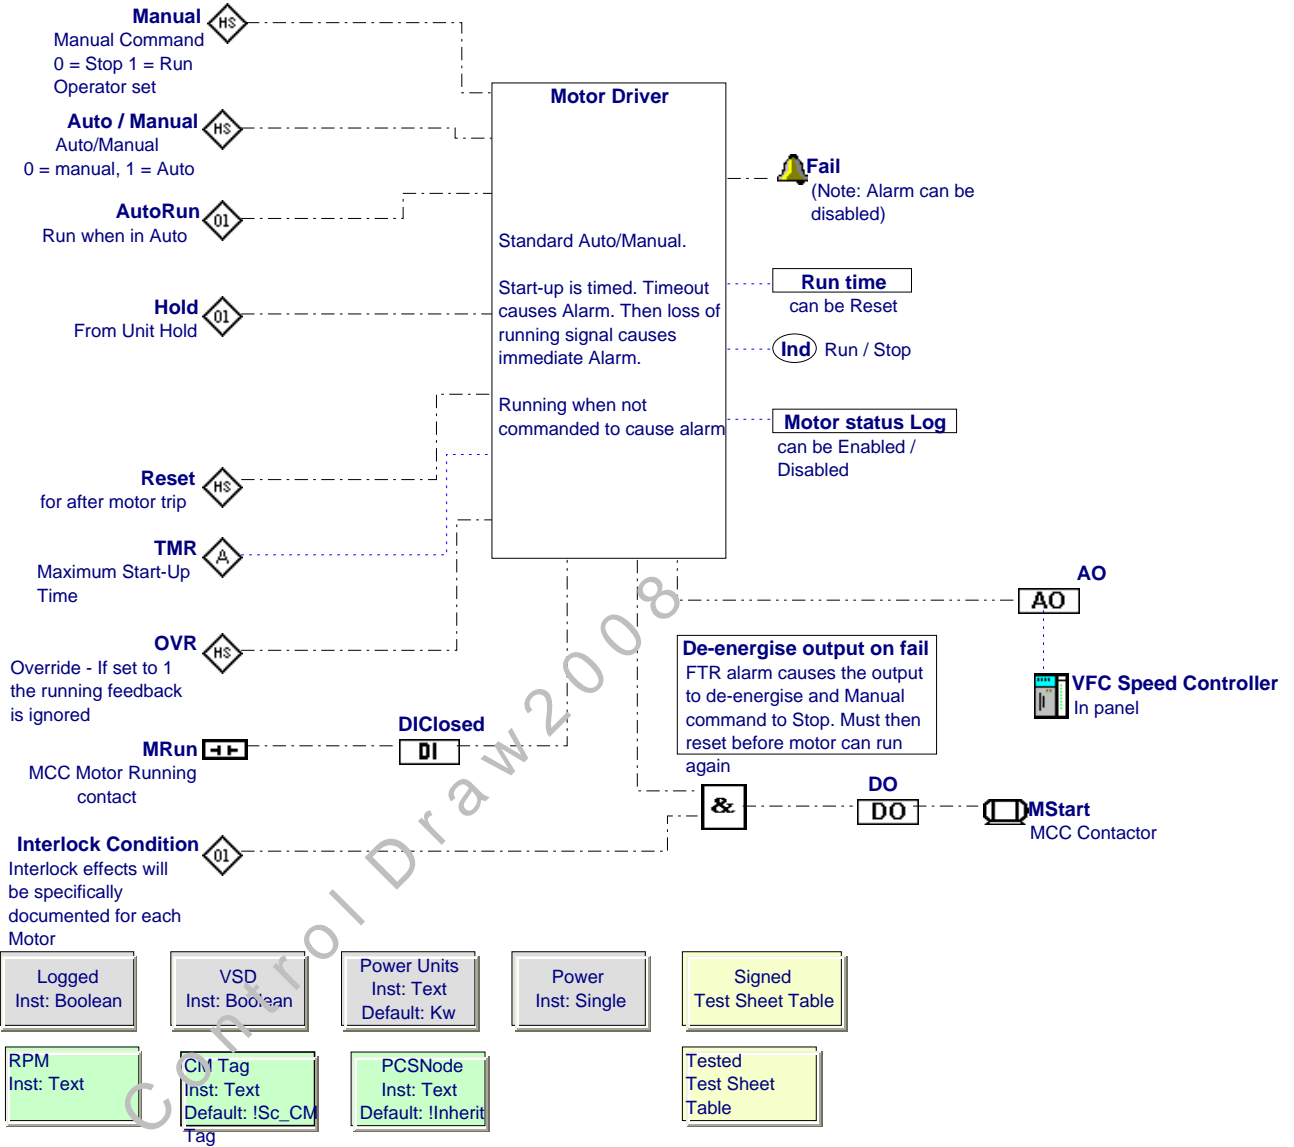 Manual
HS
Manual Command
0 = Stop 1 = Run
Operator set
Auto / Manual
HS
Auto/Manual
0 = manual, 1 = Auto
AutoRun
01
Run when in Auto
Hold
01
From Unit Hold
Reset
HS
for after motor trip
TMR
A
Maximum Start-Up
Time
OVR
HS
Override - If set to 1
the running feedback
is ignored
MRun
MCC Motor Running
contact
DIClosed
DI
Interlock Condition
01
Interlock effects will
be specifically
documented for each
Motor
Motor Driver
Standard Auto/Manual.
Start-up is timed. Timeout
causes Alarm. Then loss of
running signal causes
immediate Alarm.
Running when not
commanded to cause alarm
Fail
(Note: Alarm can be
disabled)
Run time
can be Reset
Ind
Run / Stop
Motor status Log
can be Enabled /
Disabled
AO
AO
VFC Speed Controller
In panel
De-energise output on fail
FTR alarm causes the output
to de-energise and Manual
command to Stop. Must then
reset before motor can run
again
&
DO
DO
MStart
MCC Contactor
Logged
Inst: Boolean
VSD
Inst: Boolean
Power Units
Inst: Text
Default: Kw
Power
Inst: Single
Signed
Test Sheet Table
RPM
Inst: Text
CM Tag
Inst: Text
Default: !Sc_CM
Tag
PCSNode
Inst: Text
Default: !Inherit
Tested
Test Sheet
Table
Control Draw2008